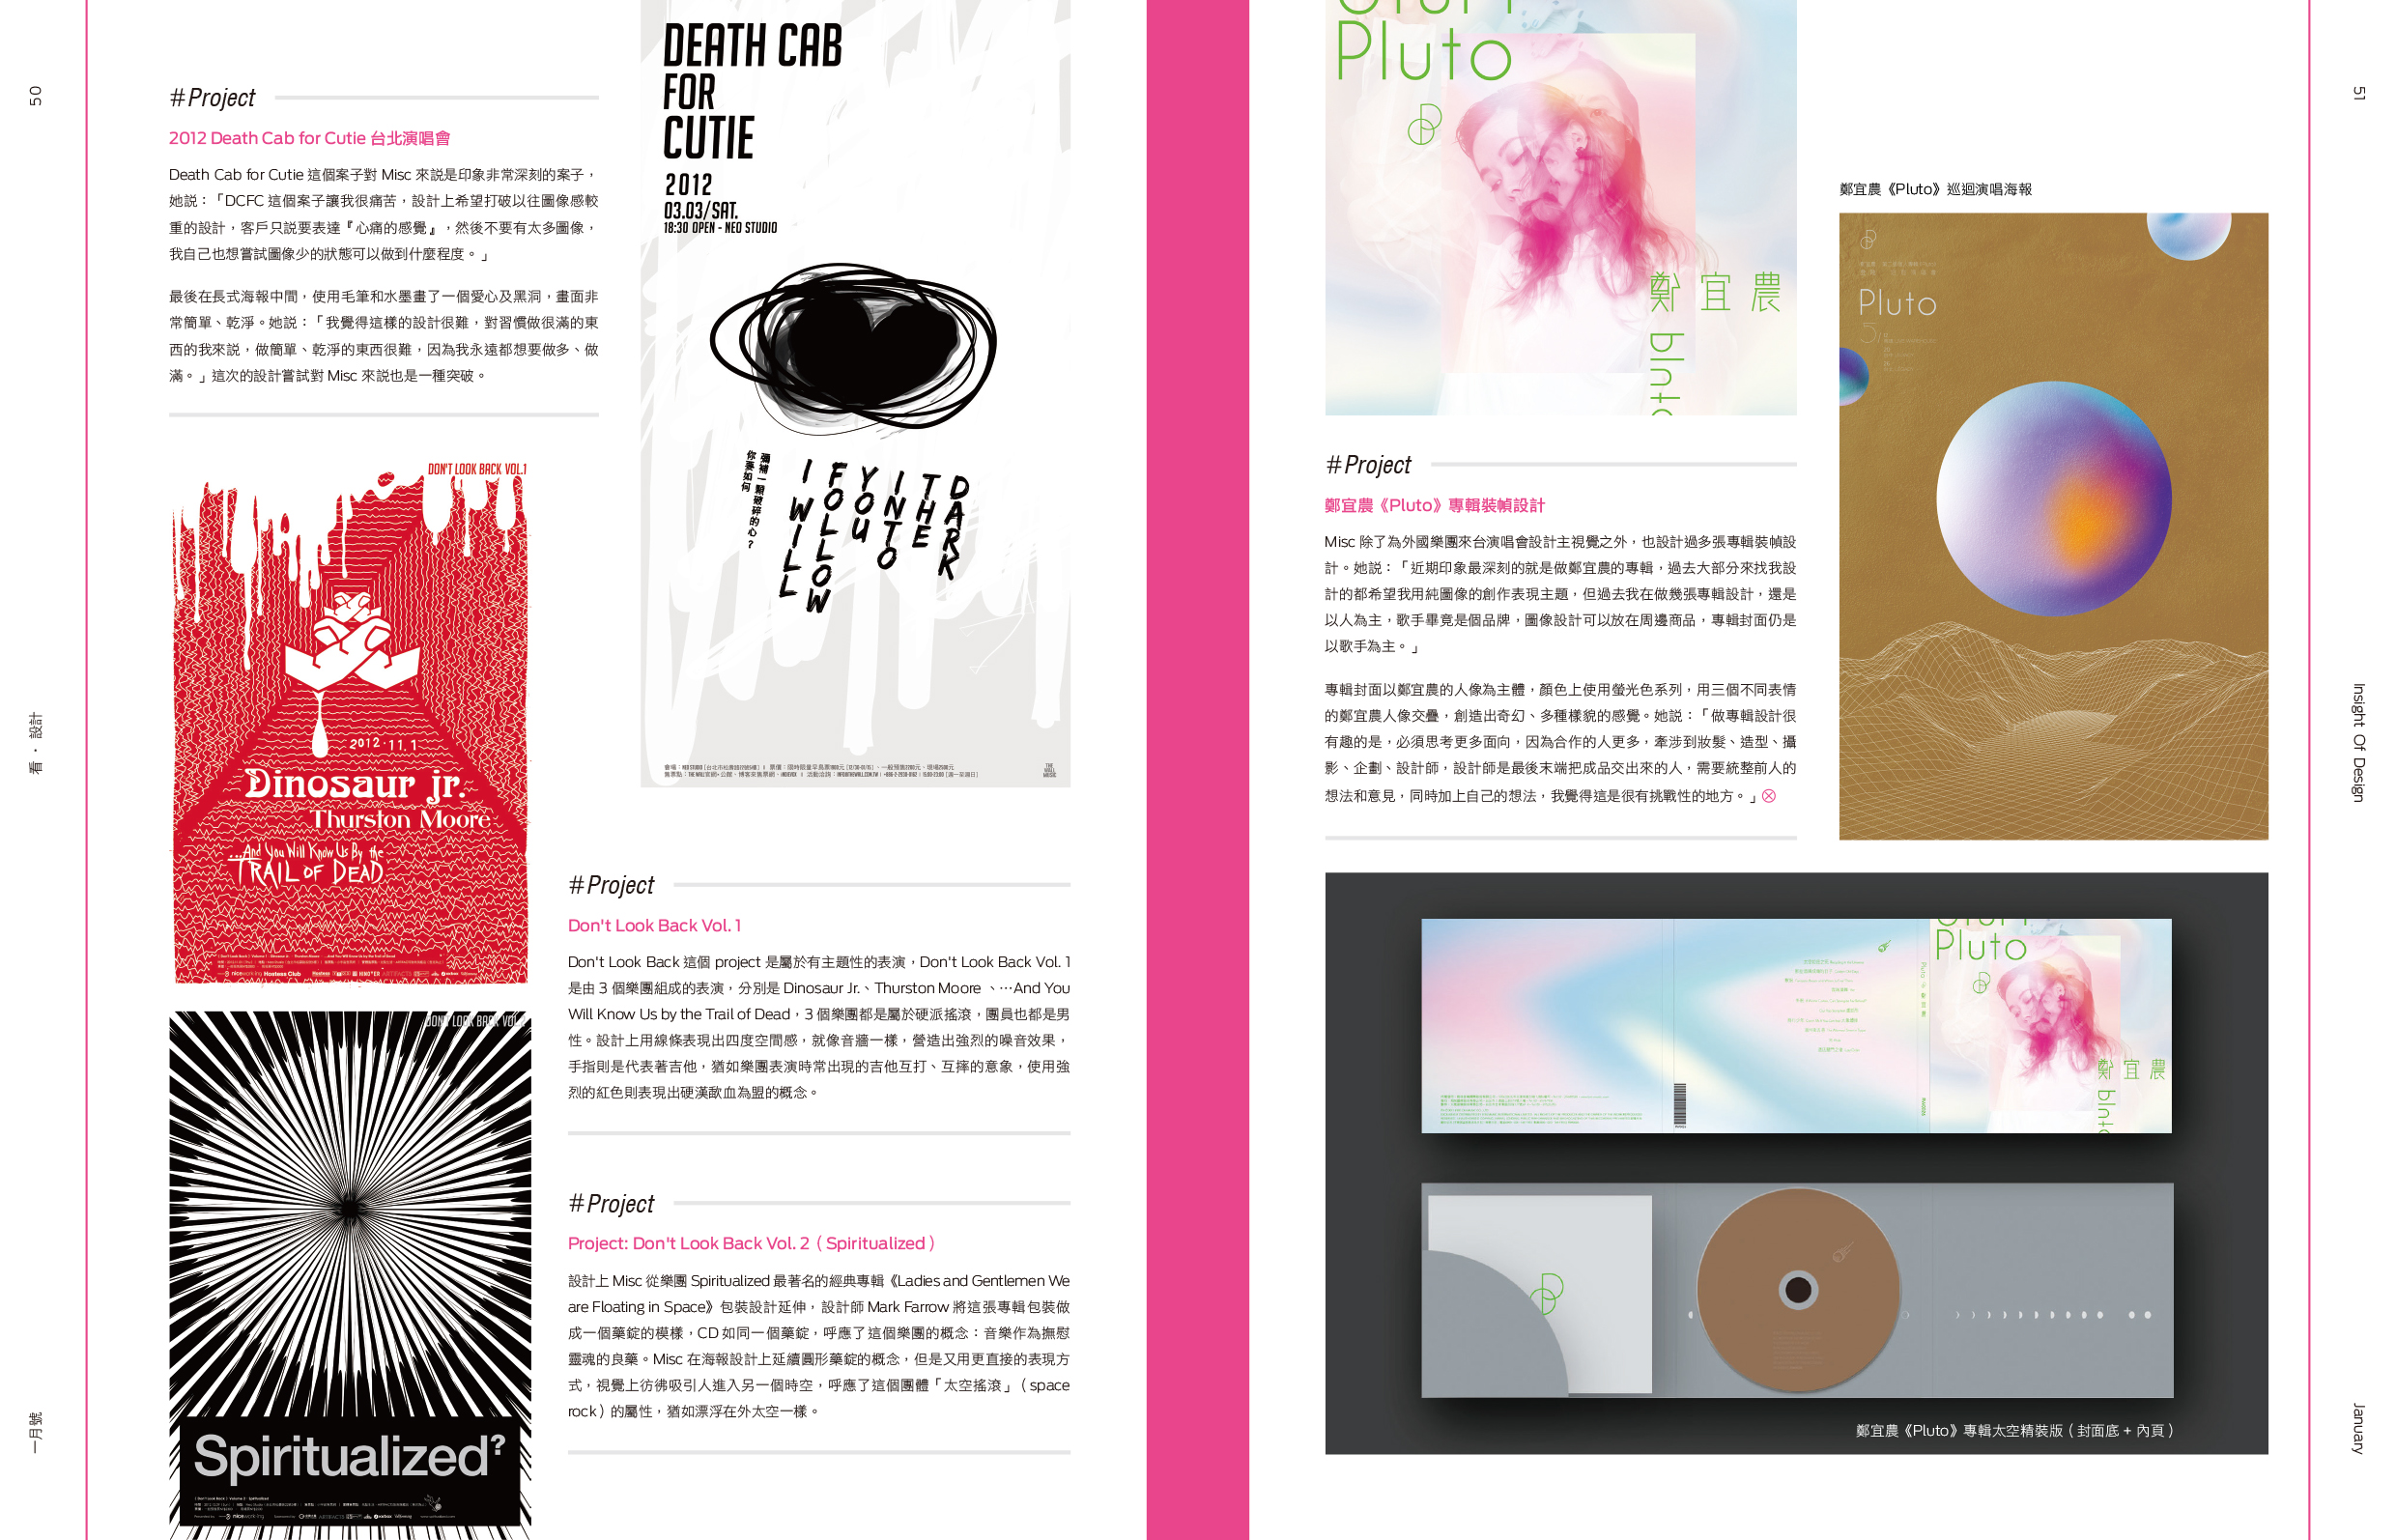 50
看 · 設計
一月號
#Project
2012 Death Cab for Cutie 台北演唱會
Death Cab for Cutie 這個案子對 Misc 來說是印象非常深刻的案子，
她說：「DCFC 這個案子讓我很痛苦，設計上希望打破以往圖像感較
重的設計，客戶只說要表達『心痛的感覺』，然後不要有太多圖像，
我自己也想嘗試圖像少的狀態可以做到什麼程度。」
最後在長式海報中間，使用毛筆和水墨畫了一個愛心及黑洞，畫面非
常簡單、乾淨。她說：「我覺得這樣的設計很難，對習慣做很滿的東
西的我來說，做簡單、乾淨的東西很難，因為我永遠都想要做多、做
滿。」這次的設計嘗試對 Misc 來說也是一種突破。
DEATH CAB
FOR
CUTIE
2012
03.03/SAT.
18:30 OPEN - NEO STUDIO
你要如何
彌補一顆破碎的心？
I WILL
FOLLOW
YOU
INTO
THE
DARK
THE
WALL
MUSIC
DON'T LOOK BACK VOL.1
2012 · 11.1
Dinosaur jr.
Thurston Moore
...And You Will Know Us By the
TRAIL OF DEAD
Hostess Club
DON'T LOOK BACK VOL.2
Spiritualized?
#Project
Don't Look Back Vol. 1
Don't Look Back 這個 project 是屬於有主題性的表演，Don't Look Back Vol. 1
是由 3 個樂團組成的表演，分別是 Dinosaur Jr.、Thurston Moore 、…And You
Will Know Us by the Trail of Dead，3 個樂團都是屬於硬派搖滾，團員也都是男
性。設計上用線條表現出四度空間感，就像音牆一樣，營造出強烈的噪音效果，
手指則是代表著吉他，猶如樂團表演時常出現的吉他互打、互摔的意象，使用強
烈的紅色則表現出硬漢歃血為盟的概念。
#Project
Project: Don't Look Back Vol. 2（Spiritualized）
設計上 Misc 從樂團 Spiritualized 最著名的經典專輯《Ladies and Gentlemen We
are Floating in Space》包裝設計延伸，設計師 Mark Farrow 將這張專輯包裝做
成一個藥錠的模樣，CD 如同一個藥錠，呼應了這個樂團的概念：音樂作為撫慰
靈魂的良藥。Misc 在海報設計上延續圓形藥錠的概念，但是又用更直接的表現方
式，視覺上彷彿吸引人進入另一個時空，呼應了這個團體「太空搖滾」（space
rock）的屬性，猶如漂浮在外太空一樣。
Pluto
鄭宜農
Pluto
#Project
鄭宜農《Pluto》專輯裝幀設計
Misc 除了為外國樂團來台演唱會設計主視覺之外，也設計過多張專輯裝幀設
計。她說：「近期印象最深刻的就是做鄭宜農的專輯，過去大部分來找我設
計的都希望我用純圖像的創作表現主題，但過去我在做幾張專輯設計，還是
以人為主，歌手畢竟是個品牌，圖像設計可以放在周邊商品，專輯封面仍是
以歌手為主。」
專輯封面以鄭宜農的人像為主體，顏色上使用螢光色系列，用三個不同表情
的鄭宜農人像交疊，創造出奇幻、多種樣貌的感覺。她說：「做專輯設計很
有趣的是，必須思考更多面向，因為合作的人更多，牽涉到妝髮、造型、攝
影、企劃、設計師，設計師是最後末端把成品交出來的人，需要統整前人的
想法和意見，同時加上自己的想法，我覺得這是很有挑戰性的地方。」
鄭宜農《Pluto》巡迴演唱海報
Pluto
Pluto
鄭宜農
Pluto
鄭宜農《Pluto》專輯太空精裝版（封面底 + 內頁）
51
Insight Of Design
January